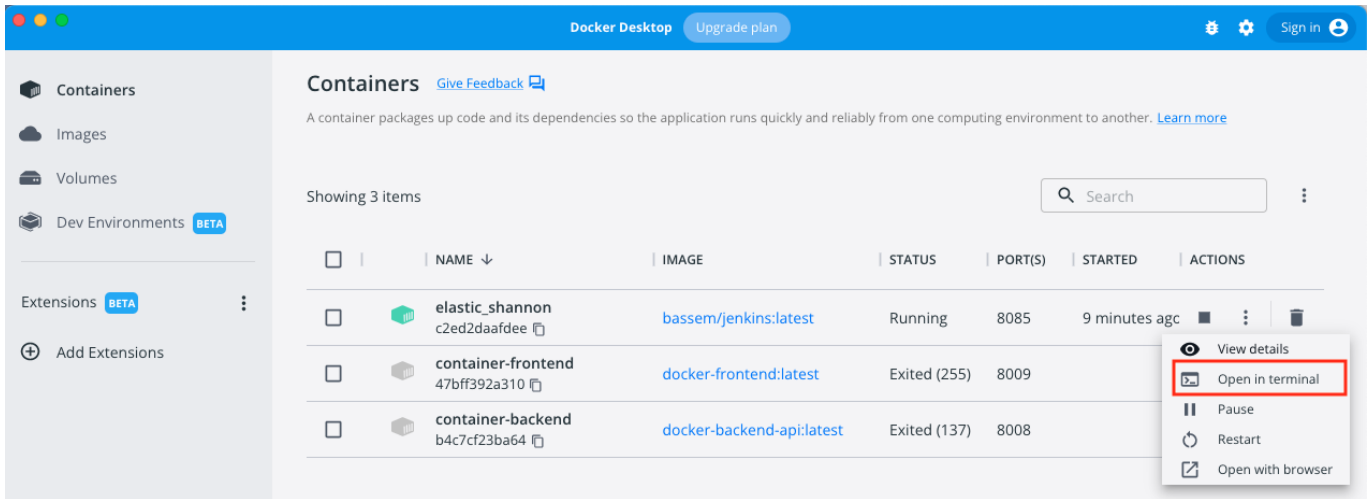 Docker Desktop Upgrade plan Sign in
Containers
Images
Volumes
Dev Environments BETA
Extensions BETA
Add Extensions
Containers Give Feedback
A container packages up code and its dependencies so the application runs quickly and reliably from one computing environment to another. Learn more
Showing 3 items Search
NAME IMAGE STATUS PORT(S) STARTED ACTIONS
elastic_shannon
c2ed2daafdee bassem/jenkins:latest Running 8085 9 minutes ago
container-frontend
47bff392a310 docker-frontend:latest Exited (255) 8009
container-backend
b4c7cf23ba64 docker-backend-api:latest Exited (137) 8008
View details
Open in terminal
Pause
Restart
Open with browser